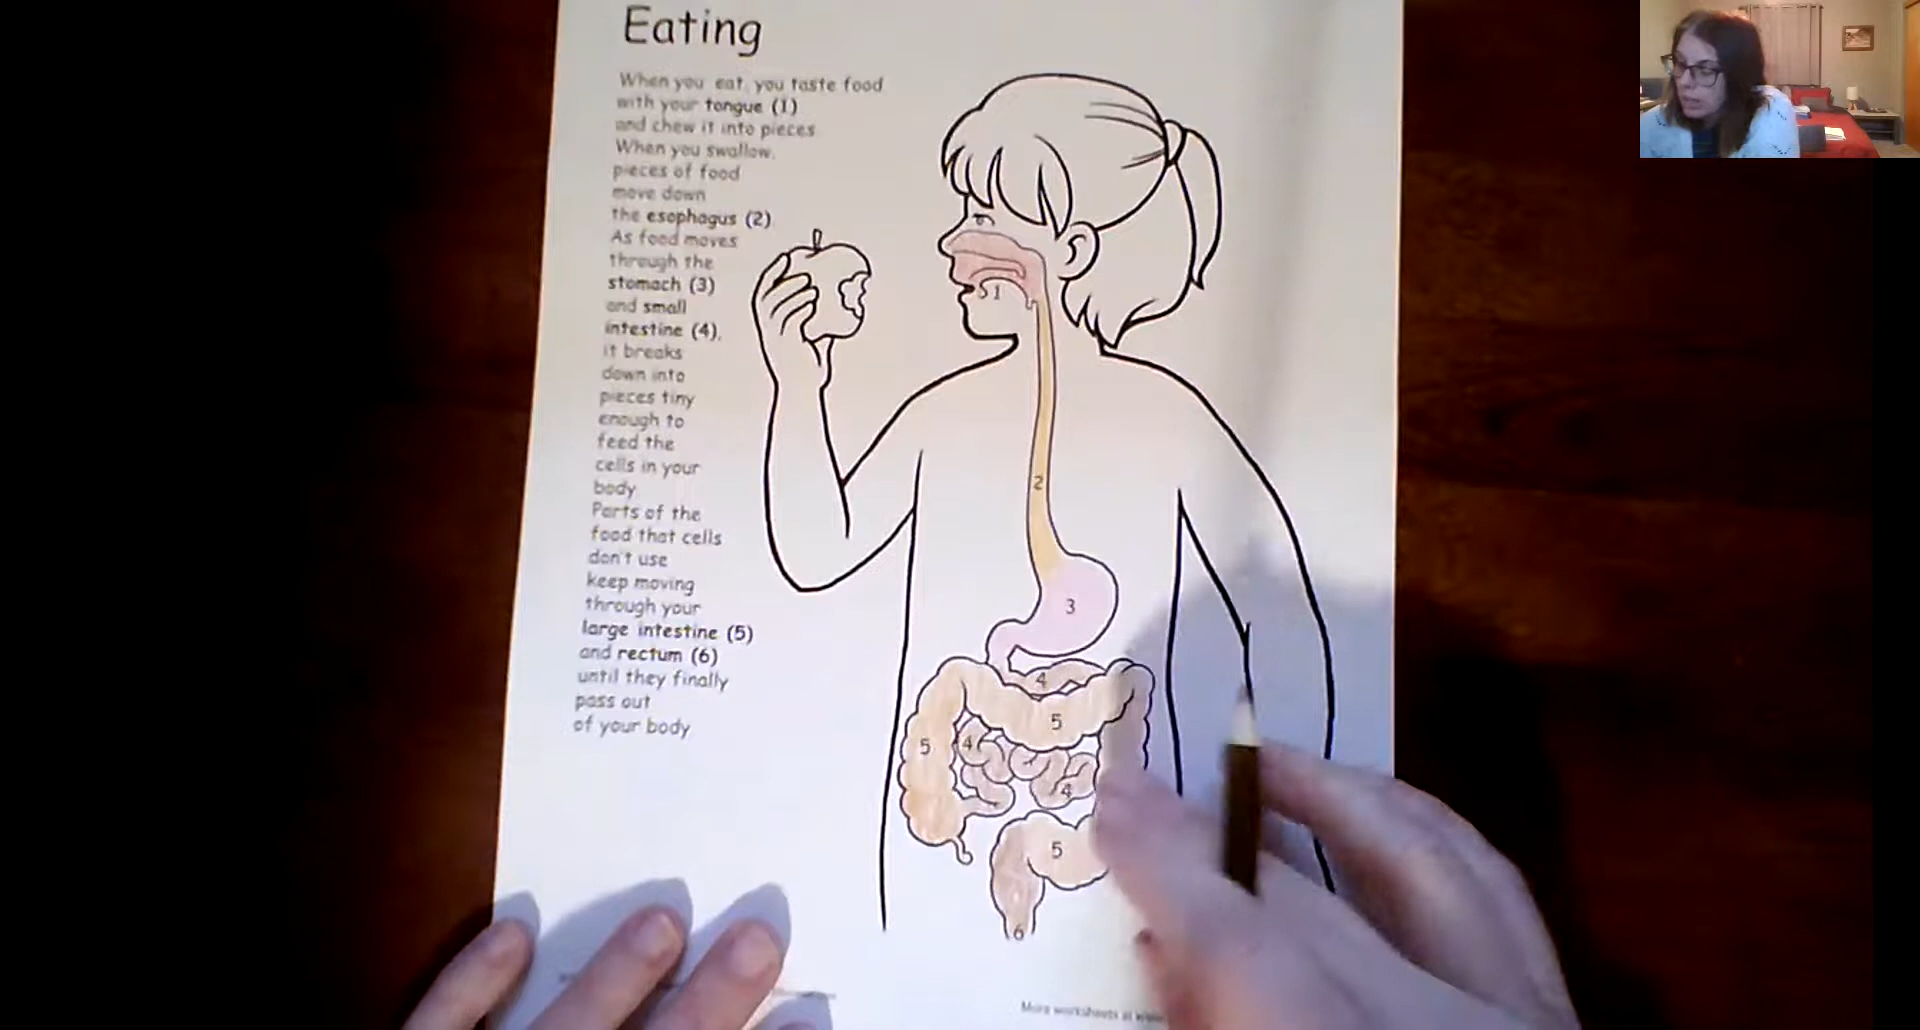 Eating
When you eat, you taste food
with your tongue (1)
and chew it into pieces.
When you swallow,
pieces of food
move down
the esophagus (2).
As food moves
through the
stomach (3)
and small
intestine (4),
it breaks
down into
pieces tiny
enough to
feed the
cells in your
body
Parts of the
food that cells
don't use
keep moving
through your
large intestine (5)
and rectum (6)
until they finally
pass out
of your body
1
2
3
4
5
5
4
4
5
6
More worksheets at